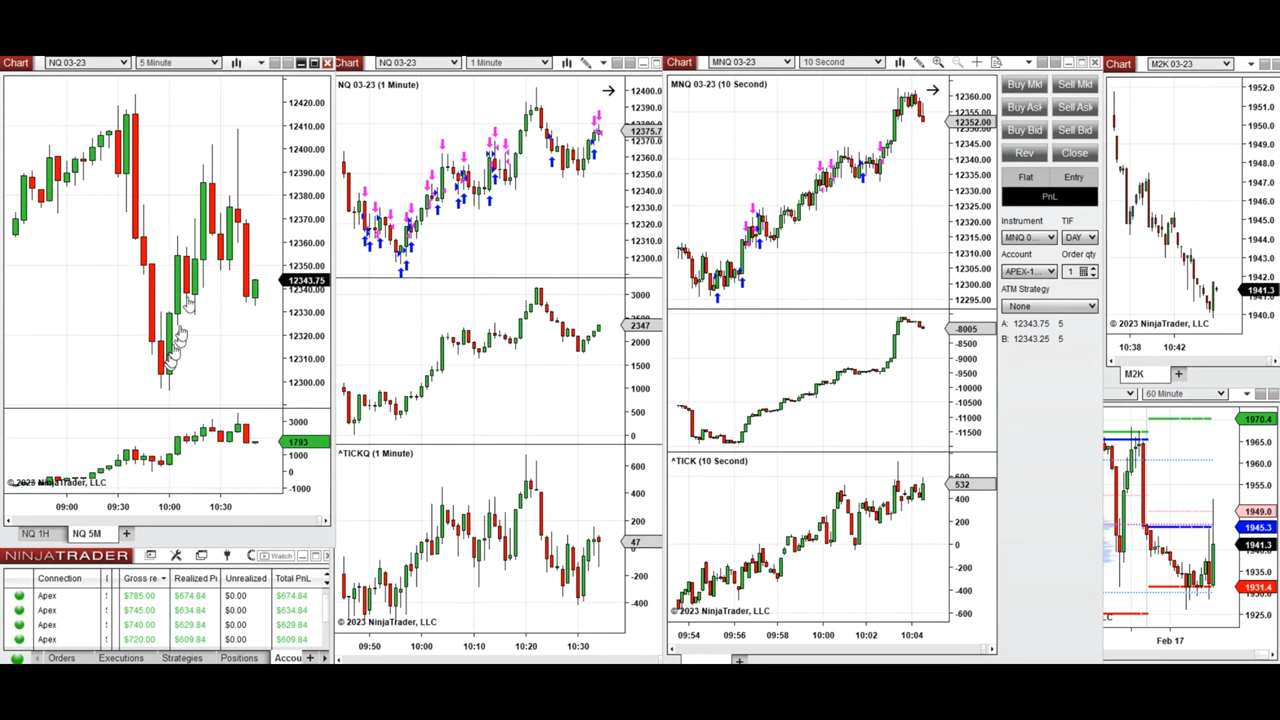 Chart
NQ 03-23
5 Minute
12420.00
12410.00
12400.00
12390.00
12380.00
12370.00
12360.00
12350.00
12343.75
12340.00
12330.00
12320.00
12310.00
12300.00
3000
1793
1000
0
-1000
© 2023 NinjaTrader, LLC
09:00
09:30
10:00
10:30
NQ 1H
NQ 5M
+
NINJATRADER
Watch
Connection
Gross re
Realized Pr
Unrealized
Total PnL
Apex
$785.00
$674.84
$0.00
$674.84
Apex
$745.00
$634.84
$0.00
$634.84
Apex
$740.00
$629.84
$0.00
$629.84
Apex
$720.00
$609.84
$0.00
$609.84
Orders
Executions
Strategies
Positions
Accou
+
Chart
NQ 03-23
1 Minute
NQ 03-23 (1 Minute)
12400.00
12390.00
12375.7
12360.00
12350.00
12340.00
12330.00
12320.00
12310.00
12300.00
3000
2347
2000
1500
1000
500
0
^TICKQ (1 Minute)
600
400
200
47
-200
-400
© 2023 NinjaTrader, LLC
09:50
10:00
10:10
10:20
10:30
Chart
MNQ 03-23
10 Second
MNQ 03-23 (10 Second)
12360.00
12352.00
12345.00
12340.00
12335.00
12330.00
12325.00
12320.00
12315.00
12310.00
12305.00
12300.00
12295.00
-8005
-9500
-10000
-10500
-11000
-11500
^TICK (10 Second)
532
400
200
0
-200
-400
-600
© 2023 NinjaTrader, LLC
09:54
09:56
09:58
10:00
10:02
10:04
+
Buy Mkt
Sell Mkt
Buy Ask
Sell Ask
Buy Bid
Sell Bid
Rev
Close
Flat
Entry
PnL
Instrument
TIF
MNQ 0...
DAY
Account
Order qty
APEX-1...
1
ATM Strategy
None
A: 12343.75 5
B: 12343.25 5
Chart
M2K 03-23
1952.0
1951.0
1949.0
1948.0
1947.0
1945.0
1944.0
1942.0
1941.3
1940.0
© 2023 NinjaTrader, LLC
10:38
10:42
M2K
+
60 Minute
1970.4
1965.0
1960.0
1955.0
1949.0
1945.3
1941.3
1935.0
1931.4
1925.0
Feb 17